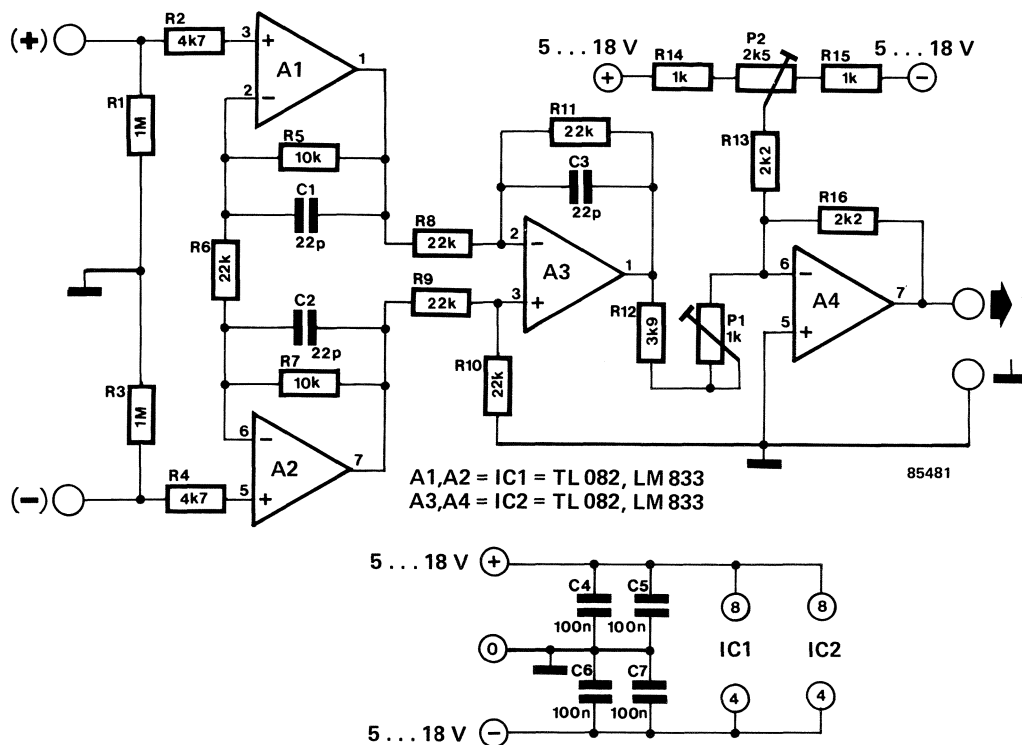 (+)
R2
4k7
3
+
A1
1
2
−
R1
1M
R5
10k
C1
22p
R6
22k
C2
22p
R7
10k
R3
1M
6
−
A2
7
5
+
R4
4k7
(−)
R8
22k
R9
22k
R10
22k
R11
22k
C3
22p
2
−
A3
1
3
+
R12
3k9
P1
1k
5 . . . 18 V
+
R14
1k
P2
2k5
R15
1k
5 . . . 18 V
−
R13
2k2
R16
2k2
6
−
A4
7
5
+
85481
A1,A2 = IC1 = TL 082, LM 833
A3,A4 = IC2 = TL 082, LM 833
5 . . . 18 V
+
C4
100n
C5
100n
8
8
0
IC1
IC2
C6
100n
C7
100n
4
4
5 . . . 18 V
−